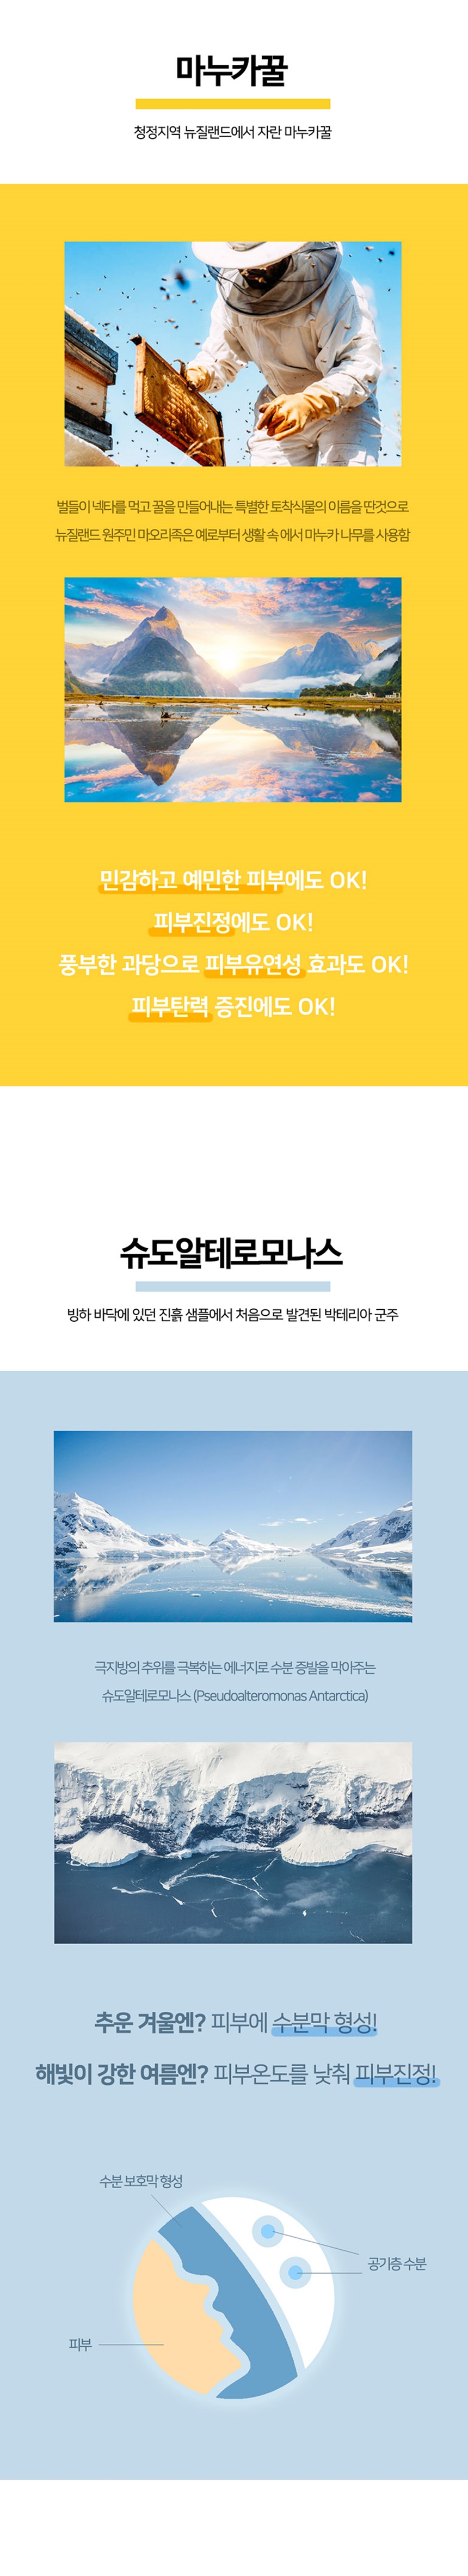 마누카꿀
청정지역 뉴질랜드에서 자란 마누카꿀
벌들이 넥타를 먹고 꿀을 만들어내는 특별한 토착식물의 이름을 딴것으로
뉴질랜드 원주민 마오리족은 예로부터 생활 속 에서 마누카 나무를 사용함
민감하고 예민한 피부에도 OK!
피부진정에도 OK!
풍부한 과당으로 피부유연성 효과도 OK!
피부탄력 증진에도 OK!
슈도알테로모나스
빙하 바닥에 있던 진흙 샘플에서 처음으로 발견된 박테리아 군주
극지방의 추위를 극복하는 에너지로 수분 증발을 막아주는
슈도알테로모나스 (Pseudoalteromonas Antarctica)
추운 겨울엔? 피부에 수분막 형성!
해빛이 강한 여름엔? 피부온도를 낮춰 피부진정!
수분 보호막 형성
공기층 수분
피부